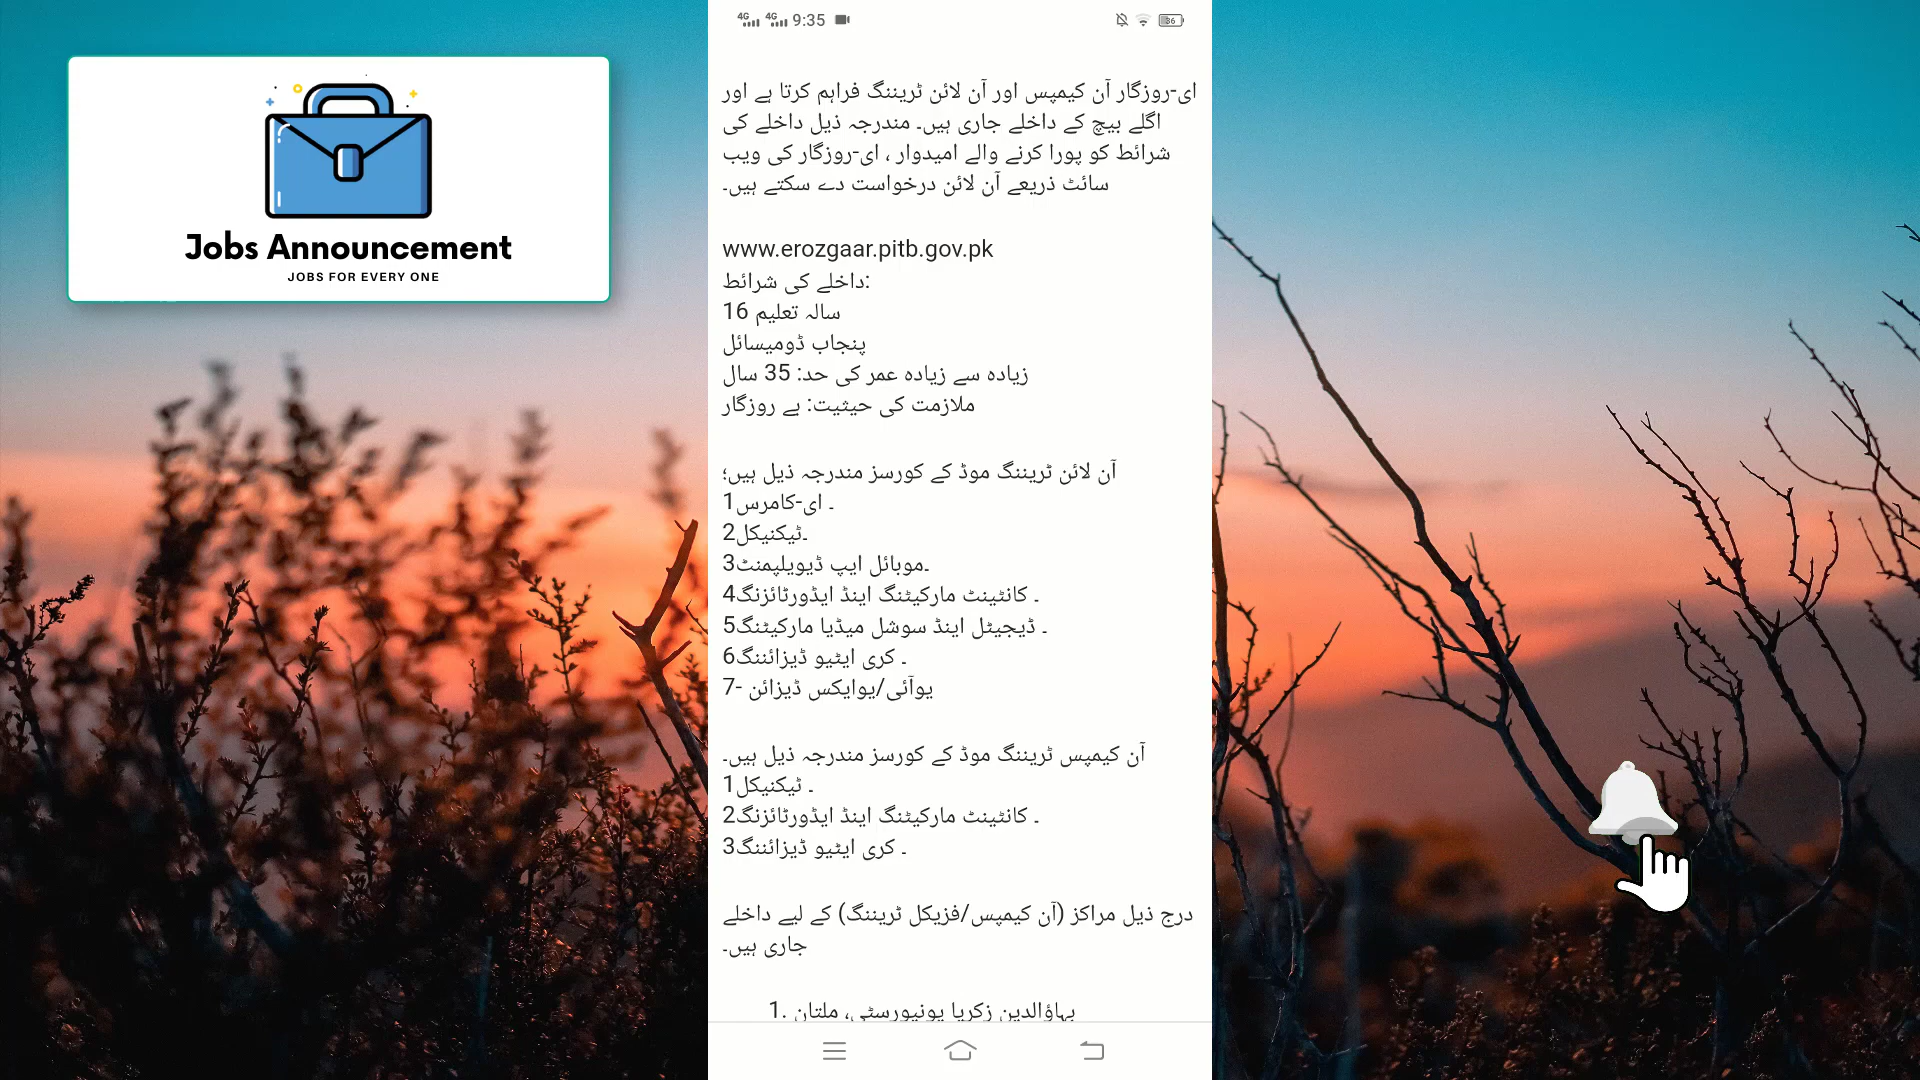 Jobs Announcement
JOBS FOR EVERY ONE
4G 4G 9:35
36
ای-روزگار آن کیمپس اور آن لائن ٹریننگ فراہم کرتا ہے اور
اگلے بیچ کے داخلے جاری ہیں۔ مندرجہ ذیل داخلے کی
شرائط کو پورا کرنے والے امیدوار ، ای-روزگار کی ویب
سائٹ ذریعے آن لائن درخواست دے سکتے ہیں۔
www.erozgaar.pitb.gov.pk
داخلے کی شرائط:
16 سالہ تعلیم
پنجاب ڈومیسائل
زیادہ سے زیادہ عمر کی حد: 35 سال
ملازمت کی حیثیت: بے روزگار
آن لائن ٹریننگ موڈ کے کورسز مندرجہ ذیل ہیں؛
1۔ ای-کامرس
2۔ٹیکنیکل
3۔موبائل ایپ ڈیویلپمنٹ
4۔ کانٹینٹ مارکیٹنگ اینڈ ایڈورٹائزنگ
5۔ ڈیجیٹل اینڈ سوشل میڈیا مارکیٹنگ
6۔ کری ایٹیو ڈیزائننگ
7- یوآئی/یوایکس ڈیزائن
آن کیمپس ٹریننگ موڈ کے کورسز مندرجہ ذیل ہیں۔
1۔ ٹیکنیکل
2۔ کانٹینٹ مارکیٹنگ اینڈ ایڈورٹائزنگ
3۔ کری ایٹیو ڈیزائننگ
درج ذیل مراکز (آن کیمپس/فزیکل ٹریننگ) کے لیے داخلے
جاری ہیں۔
1. بہاؤالدین زکریا یونیورسٹی، ملتان